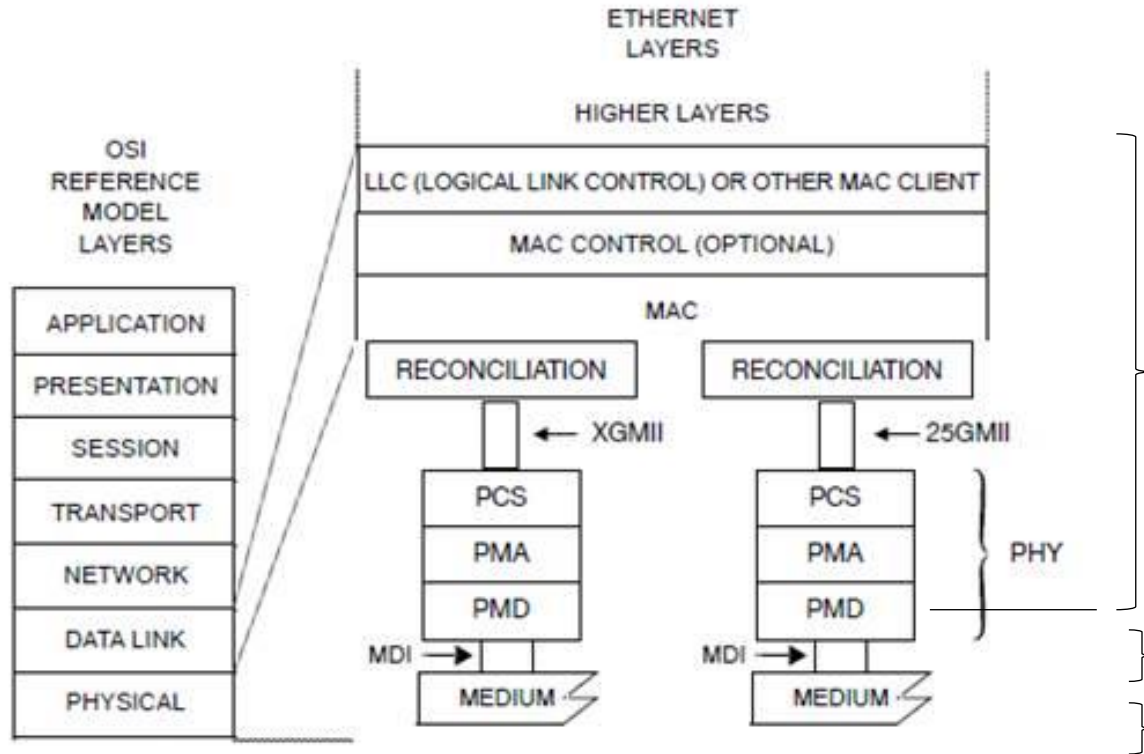 ETHERNET
LAYERS
HIGHER LAYERS
OSI
REFERENCE
MODEL
LAYERS
LLC (LOGICAL LINK CONTROL) OR OTHER MAC CLIENT
MAC CONTROL (OPTIONAL)
MAC
APPLICATION
PRESENTATION
SESSION
TRANSPORT
NETWORK
DATA LINK
PHYSICAL
RECONCILIATION
RECONCILIATION
XGMII
25GMII
PCS
PMA
PMD
PCS
PMA
PMD
PHY
MDI
MEDIUM
MDI
MEDIUM